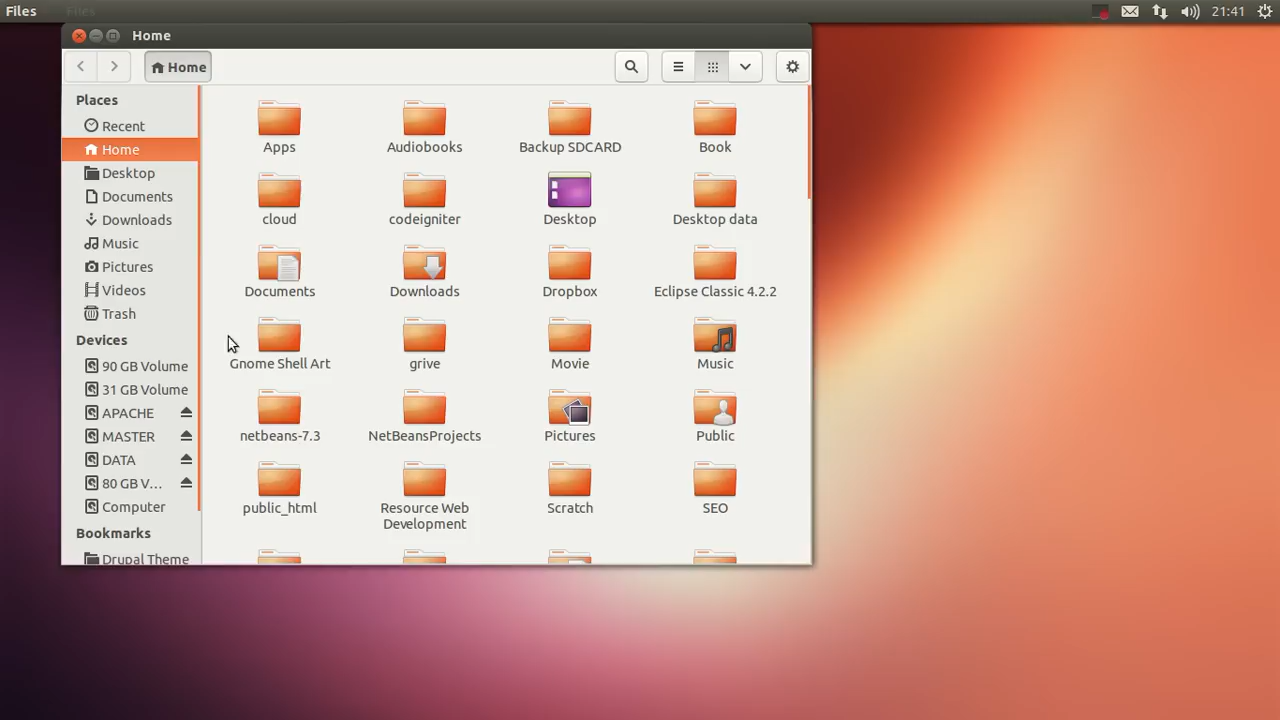 Files Files 21:41
Home
Home
Places
Recent
Home
Desktop
Documents
Downloads
Music
Pictures
Videos
Trash
Devices
90 GB Volume
31 GB Volume
APACHE
MASTER
DATA
80 GB V...
Computer
Bookmarks
Drupal Theme
Apps Audiobooks Backup SDCARD Book
cloud codeigniter Desktop Desktop data
Documents Downloads Dropbox Eclipse Classic 4.2.2
Gnome Shell Art grive Movie Music
netbeans-7.3 NetBeansProjects Pictures Public
public_html Resource Web Scratch SEO
Development